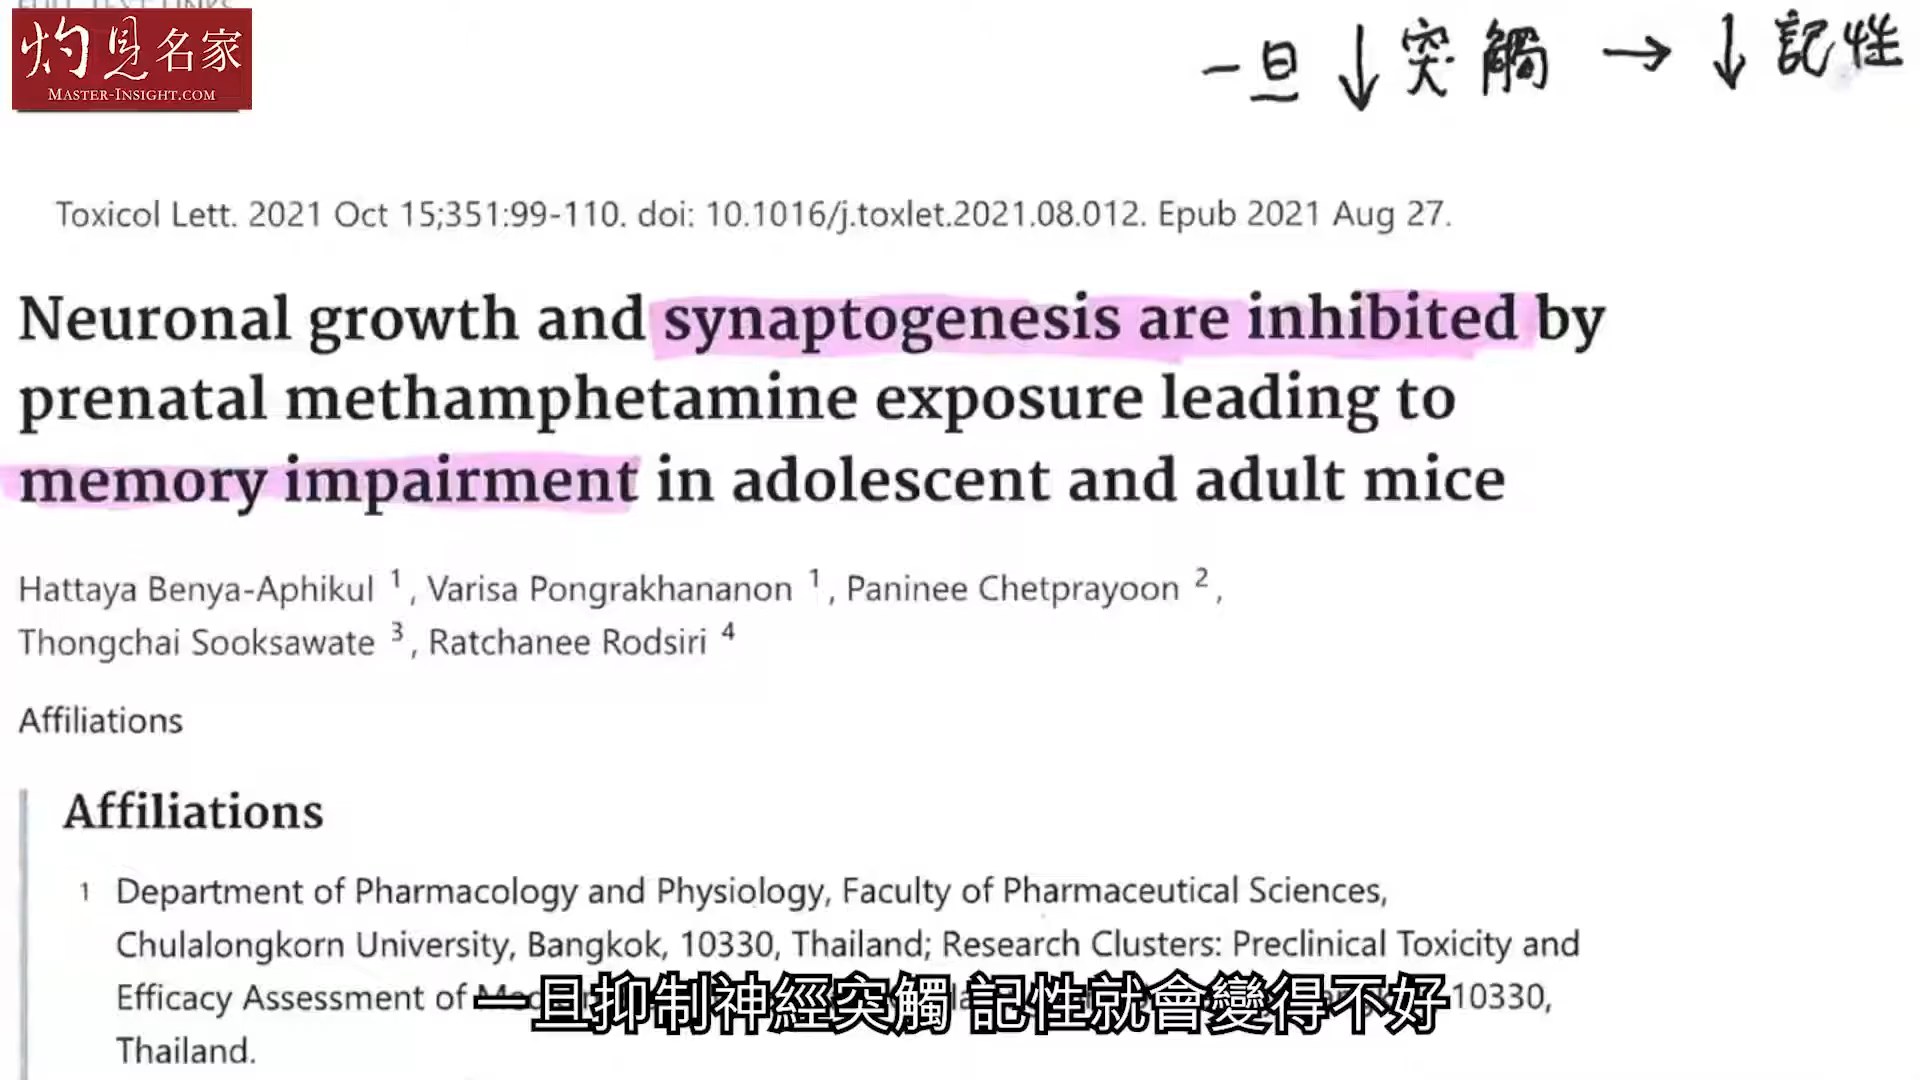 灼見名家
MASTER-INSIGHT.COM
一旦↓突觸 → ↓記性
Toxicol Lett. 2021 Oct 15;351:99-110. doi: 10.1016/j.toxlet.2021.08.012. Epub 2021 Aug 27.
Neuronal growth and synaptogenesis are inhibited by
prenatal methamphetamine exposure leading to
memory impairment in adolescent and adult mice
Hattaya Benya-Aphikul 1, Varisa Pongrakhananon 1, Paninee Chetprayoon 2,
Thongchai Sooksawate 3, Ratchanee Rodsiri 4
Affiliations
Affiliations
1 Department of Pharmacology and Physiology, Faculty of Pharmaceutical Sciences,
Chulalongkorn University, Bangkok, 10330, Thailand; Research Clusters: Preclinical Toxicity and
Efficacy Assessment of 10330,
一旦抑制神經突觸 記性就會變得不好
Thailand.